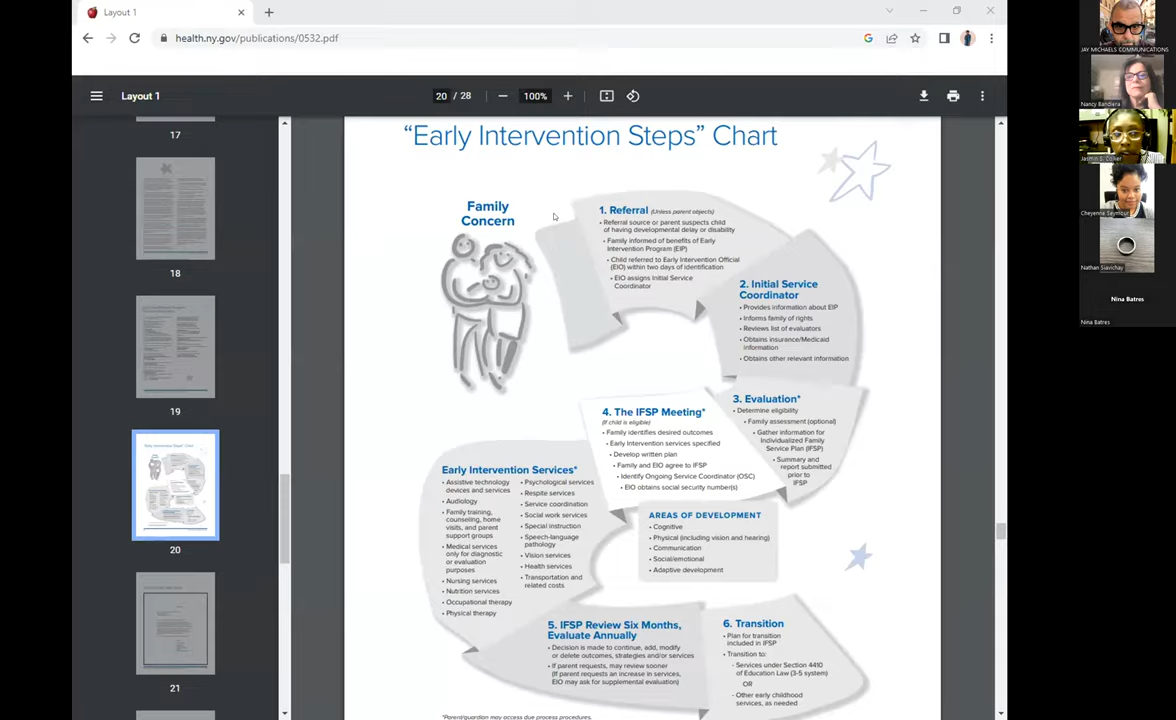 Layout 1
health.ny.gov/publications/0532.pdf
Layout 1
20 / 28
100%
17
18
19
20
21
"Early Intervention Steps" Chart
Family
Concern
1. Referral (Unless parent objects)
• Referral source or parent suspects child
of having developmental delay or disability
• Family informed of benefits of Early
Intervention Program (EIP)
• Child referred to Early Intervention Official
(EIO) within two days of identification
• EIO assigns Initial Service
Coordinator
2. Initial Service
Coordinator
• Provides information about EIP
• Informs family of rights
• Reviews list of evaluators
• Obtains insurance/Medicaid
information
• Obtains other relevant information
3. Evaluation*
• Determine eligibility
• Family assessment (optional)
• Gather information for
Individualized Family
Service Plan (IFSP)
• Summary and
report submitted
prior to
IFSP
4. The IFSP Meeting*
(If child is eligible)
• Family identifies desired outcomes
• Early Intervention services specified
• Develop written plan
• Family and EIO agree to IFSP
• Identify Ongoing Service Coordinator (OSC)
• EIO obtains social security number(s)
AREAS OF DEVELOPMENT
• Cognitive
• Physical (including vision and hearing)
• Communication
• Social/emotional
• Adaptive development
Early Intervention Services*
• Assistive technology
devices and services
• Audiology
• Family training,
counseling, home
visits, and parent
support groups
• Medical services
only for diagnostic
or evaluation
purposes
• Nursing services
• Nutrition services
• Occupational therapy
• Physical therapy
• Psychological services
• Respite services
• Service coordination
• Social work services
• Special instruction
• Speech-language
pathology
• Vision services
• Health services
• Transportation and
related costs
5. IFSP Review Six Months,
Evaluate Annually
• Decision is made to continue, add, modify
or delete outcomes, strategies and/or services
• If parent requests, may review sooner
(If parent requests an increase in services,
EIO may ask for supplemental evaluation)
6. Transition
• Plan for transition
included in IFSP
• Transition to:
- Services under Section 4410
of Education Law (3-5 system)
OR
- Other early childhood
services, as needed
*Parent/guardian may access due process procedures.
JAY MICHAELS COMMUNICATIONS
Nancy Bandiera
Jasmin S. Collier
Cheyenne Seymour
Nathan Siavichay
Nina Batres
Nina Batres